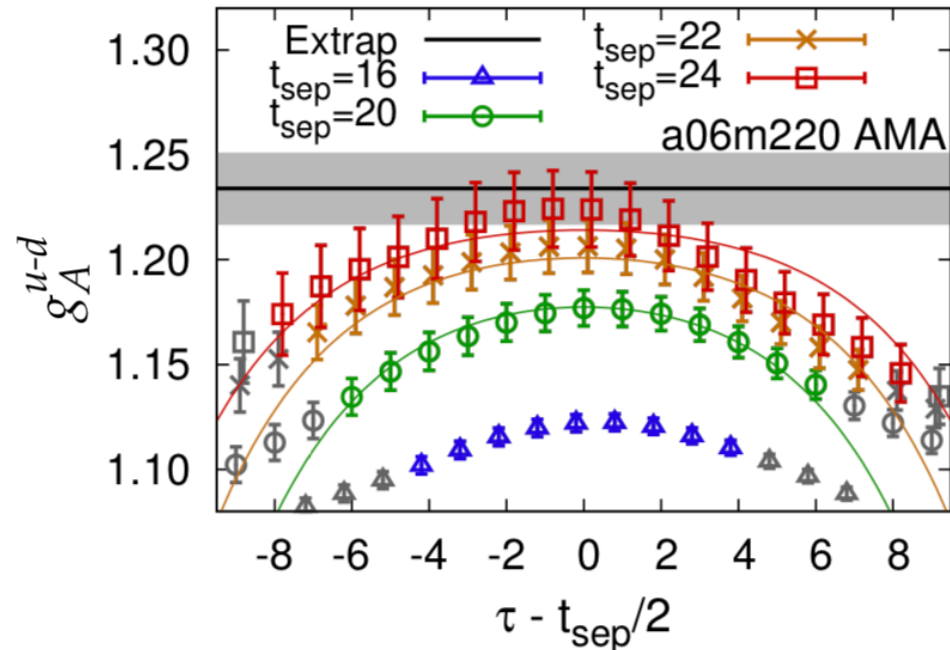 1.30
1.25
1.20
1.15
1.10
g_A^{u-d}
Extrap
t_sep=16
t_sep=20
t_sep=22
t_sep=24
a06m220 AMA
-8 -6 -4 -2 0 2 4 6 8
τ - t_sep/2